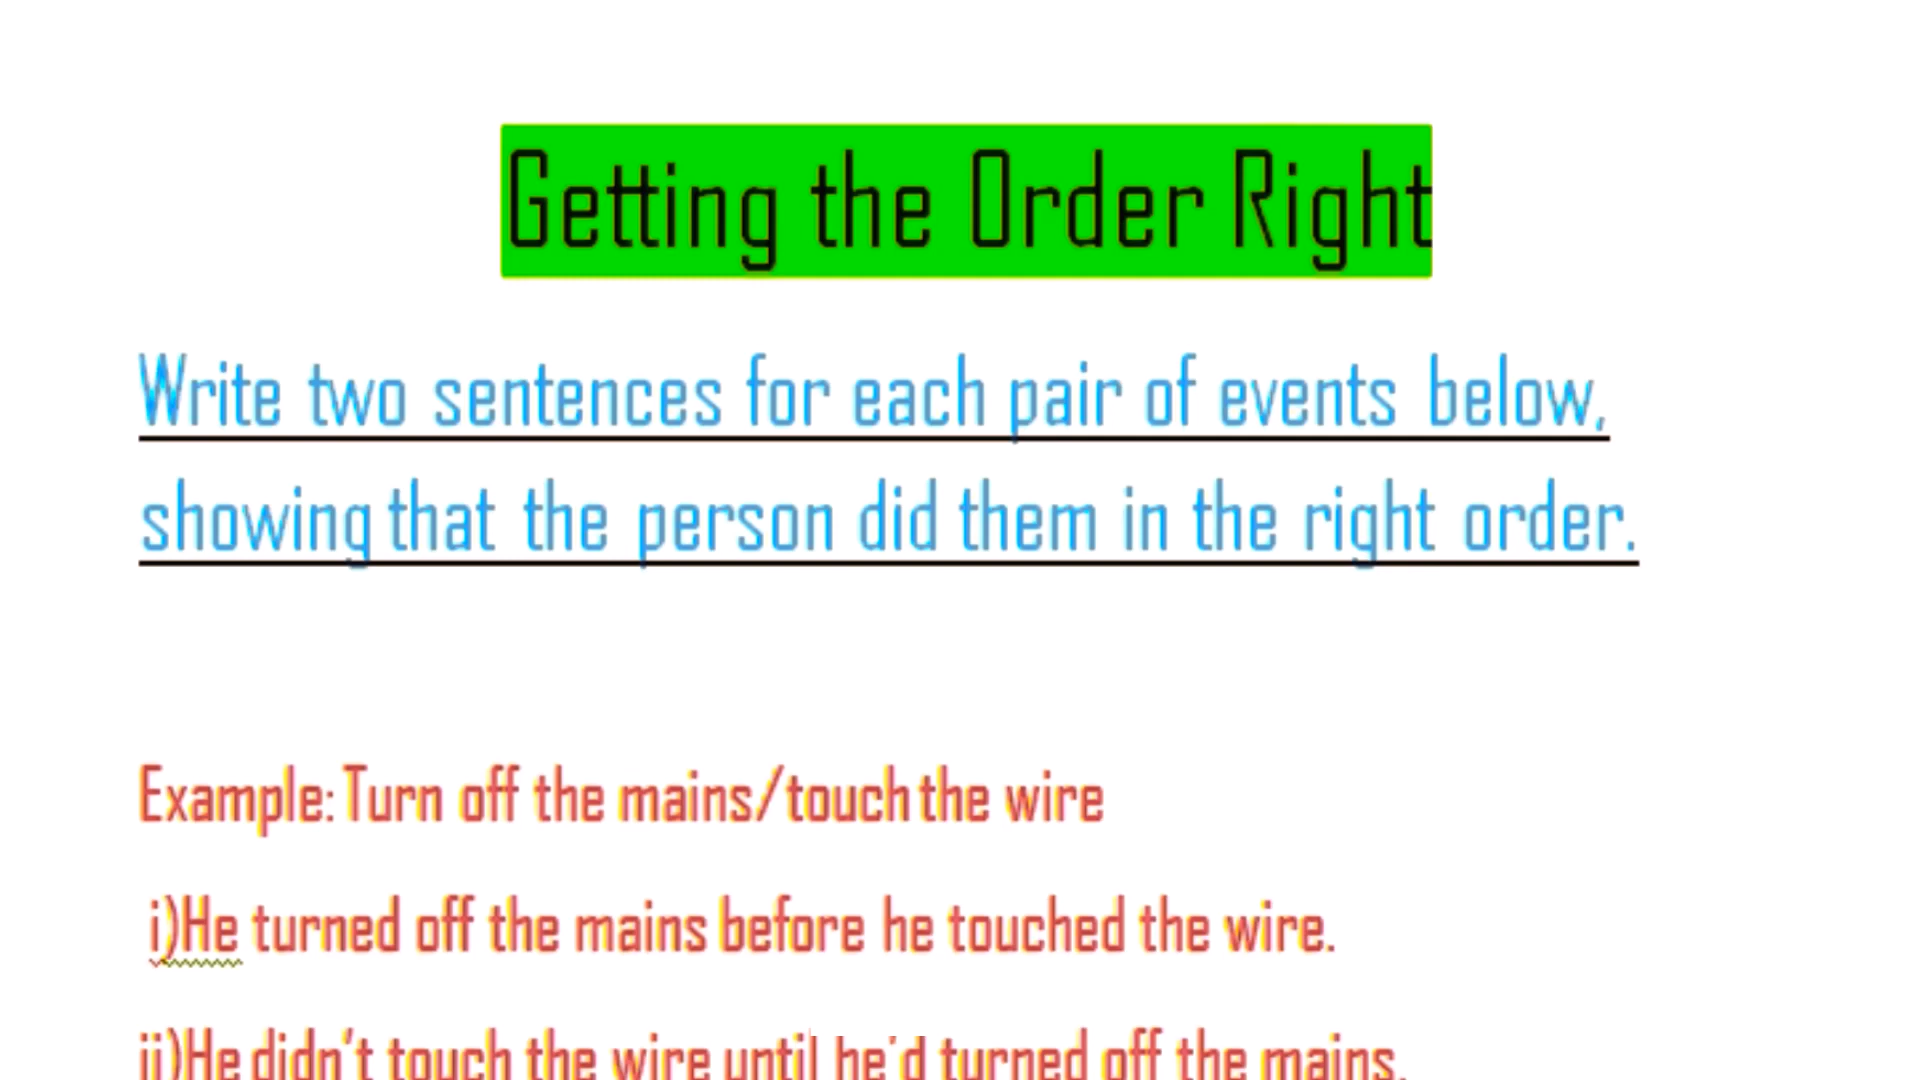 Getting the Order Right
Write two sentences for each pair of events below,
showing that the person did them in the right order.
Example: Turn off the mains/touch the wire
i)He turned off the mains before he touched the wire.
ii)He didn't touch the wire until he'd turned off the mains.